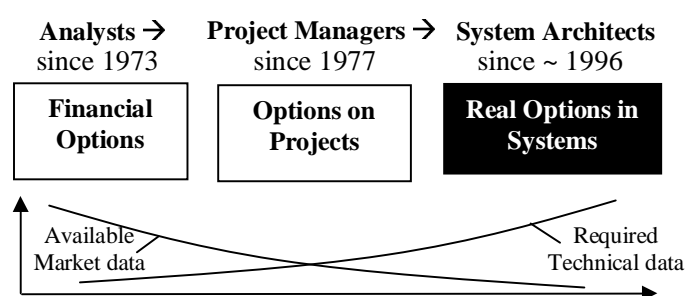 Analysts → Project Managers → System Architects
since 1973 since 1977 since ~ 1996
Financial Options on Real Options in
Options Projects Systems
Available Required
Market data Technical data